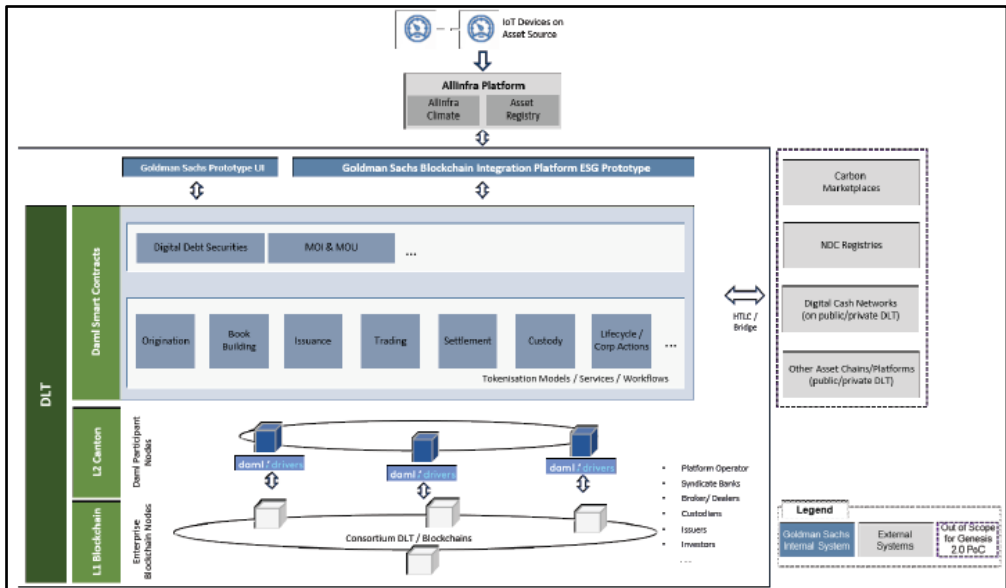 IoT Devices on
Asset Source
Allinfra Platform
Allinfra
Climate
Asset
Registry
Goldman Sachs Prototype UI
Goldman Sachs Blockchain Integration Platform ESG Prototype
DLT
Daml Smart Contracts
Digital Debt Securities
MOI & MOU
...
Origination
Book
Building
Issuance
Trading
Settlement
Custody
Lifecycle /
Corp Actions
...
Tokenisation Models / Services / Workflows
HTLC /
Bridge
Carbon
Marketplaces
NDC Registries
Digital Cash Networks
(on public/private DLT)
Other Asset Chains/Platforms
(public/private DLT)
L2 Canton
Daml Participant
Nodes
daml drivers
daml drivers
daml drivers
L1 Blockchain
Enterprise
Blockchain Nodes
Consortium DLT / Blockchains
• Platform Operator
• Syndicate Banks
• Broker/ Dealers
• Custodians
• Issuers
• Investors
...
Legend
Goldman Sachs
Internal System
External
Systems
Out of Scope
for Genesis
2.0 PoC